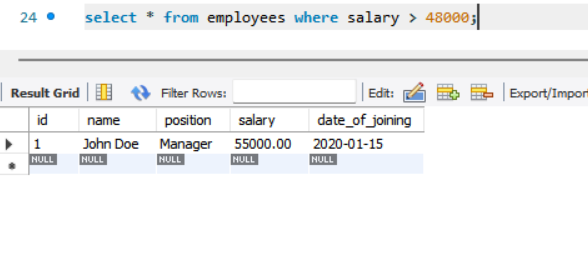 24 select * from employees where salary > 48000;
Result Grid Filter Rows: Edit: Export/Import
id name position salary date_of_joining
1 John Doe Manager 55000.00 2020-01-15
NULL NULL NULL NULL NULL